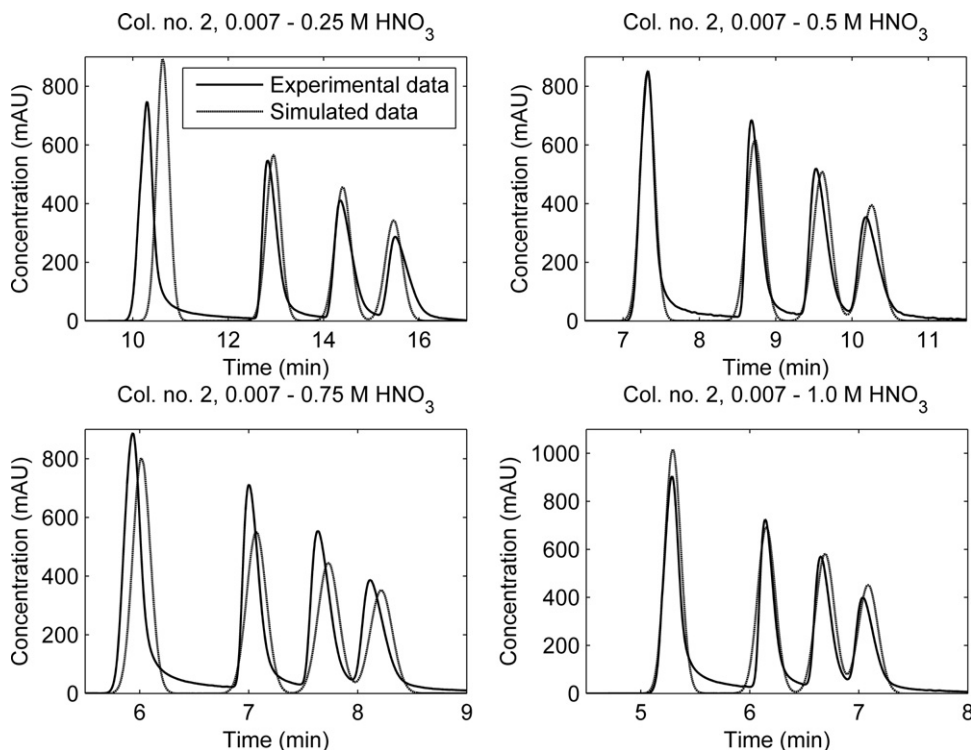 Col. no. 2, 0.007 - 0.25 M HNO3
Concentration (mAU)
800
600
400
200
0
Experimental data
Simulated data
10 12 14 16
Time (min)
Col. no. 2, 0.007 - 0.5 M HNO3
Concentration (mAU)
800
600
400
200
0
7 8 9 10 11
Time (min)
Col. no. 2, 0.007 - 0.75 M HNO3
Concentration (mAU)
800
600
400
200
0
6 7 8 9
Time (min)
Col. no. 2, 0.007 - 1.0 M HNO3
Concentration (mAU)
1000
800
600
400
200
0
5 6 7 8
Time (min)